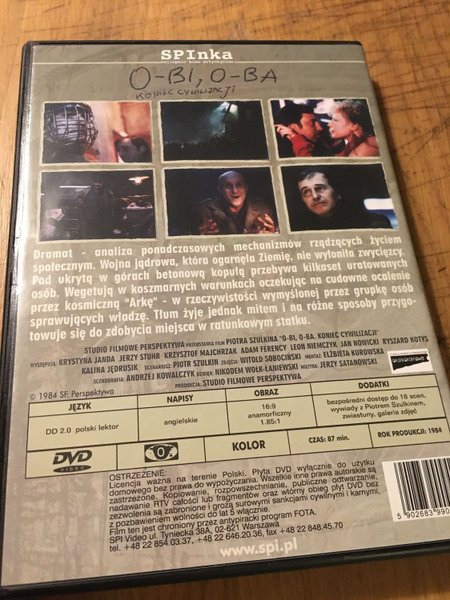 SPInka
O-BI, O-BA
KONIEC CYWILIZACJI
Dramat - analiza ponadczasowych mechanizmów rządzących życiem
społecznym. Wojna jądrowa, która ogarnęła Ziemię, nie wyłoniła zwycięzcy.
Pod ukrytą w górach betonową kopułą przebywa kilkaset uratowanych
osób. Wegetują w koszmarnych warunkach oczekując na cudowne ocalenie
przez kosmiczną "Arkę" - w rzeczywistości wymyślonej przez grupkę osób
sprawujących władzę. Tłum żyje jednak mitem i na różne sposoby przygo-
towuje się do zdobycia miejsca w ratunkowym statku.
STUDIO FILMOWE PERSPEKTYWA PRZEDSTAWIA FILM PIOTRA SZULKINA "O-BI, O-BA. KONIEC CYWILIZACJI"
WYSTĘPUJĄ: KRYSTYNA JANDA JERZY STUHR KRZYSZTOF MAJCHRZAK ADAM FERENCY LEON NIEMCZYK JAN NOWICKI RYSZARD KOTYS
KALINA JĘDRUSIK SCENARIUSZ: PIOTR SZULKIN ZDJĘCIA: WITOLD SOBOCIŃSKI MONTAŻ: ELŻBIETA KURKOWSKA
SCENOGRAFIA: ANDRZEJ KOWALCZYK DŹWIĘK: NIKODEM WOŁK-ŁANIEWSKI MUZYKA: JERZY SATANOWSKI
PRODUKCJA: STUDIO FILMOWE PERSPEKTYWA
© 1984 SF. Perspektywa
JĘZYK
NAPISY
OBRAZ
DODATKI
DD 2.0 polski lektor
angielskie
16:9
anamorficzny
1.85:1
bezpośredni dostęp do 18 scen,
wywiady z Piotrem Szulkinem,
zwiastuny, galeria zdjęć
DVD
VIDEO
0
KOLOR
CZAS: 87 min.
ROK PRODUKCJI: 1984
OSTRZEŻENIE:
Licencja ważna na terenie Polski. Płyta DVD wyłącznie do użytku
domowego bez prawa do wypożyczania. Wszelkie inne prawa autorskie są
zastrzeżone. Kopiowanie, rozpowszechnianie, publiczne odtwarzanie,
nadawanie RTV całości lub fragmentów oraz wtórny obieg płyt DVD bez
zezwolenia są zabronione i grożą surowymi sankcjami cywilnymi i karnymi,
z pozbawieniem wolności do lat 5 włącznie.
Film ten jest chroniony przez antypiracki program FOTA.
SPI Video ul Tyniecka 38A, 02-621 Warszawa
tel. +48 22 854.03.37, +48 22 646.20.36, fax +48 22 848.45.70
www.spi.pl
5 902683 990